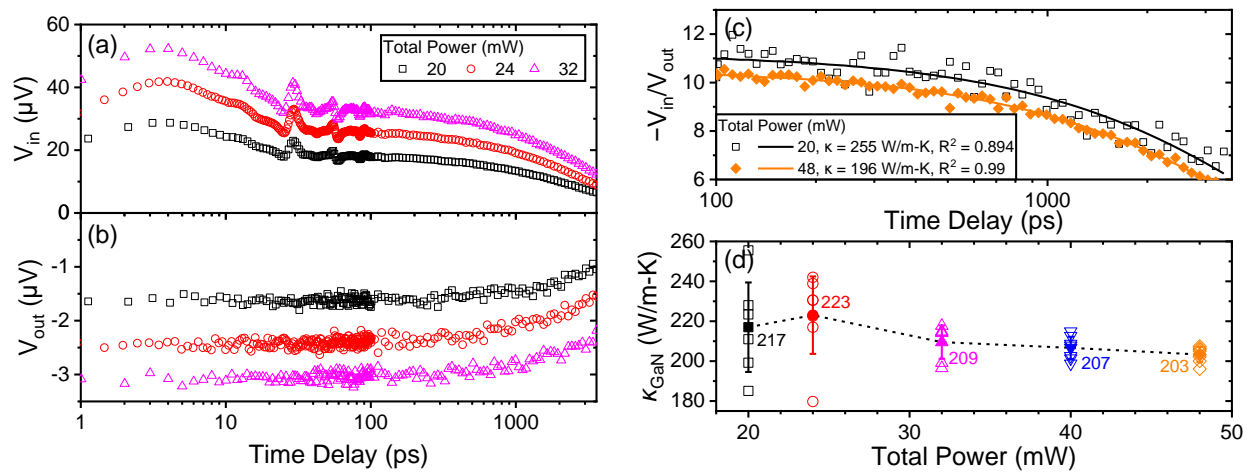 (a)
Total Power (mW)
20 24 32
V_in (µV)
60
40
20
0
(b)
V_out (µV)
-1
-2
-3
1 10 100 1000
Time Delay (ps)
(c)
−V_in/V_out
12
10
8
6
Total Power (mW)
20, κ = 255 W/m-K, R² = 0.894
48, κ = 196 W/m-K, R² = 0.99
100 1000
Time Delay (ps)
(d)
κ_GaN (W/m-K)
260
240
220
200
180
217
223
209
207
203
20 30 40 50
Total Power (mW)